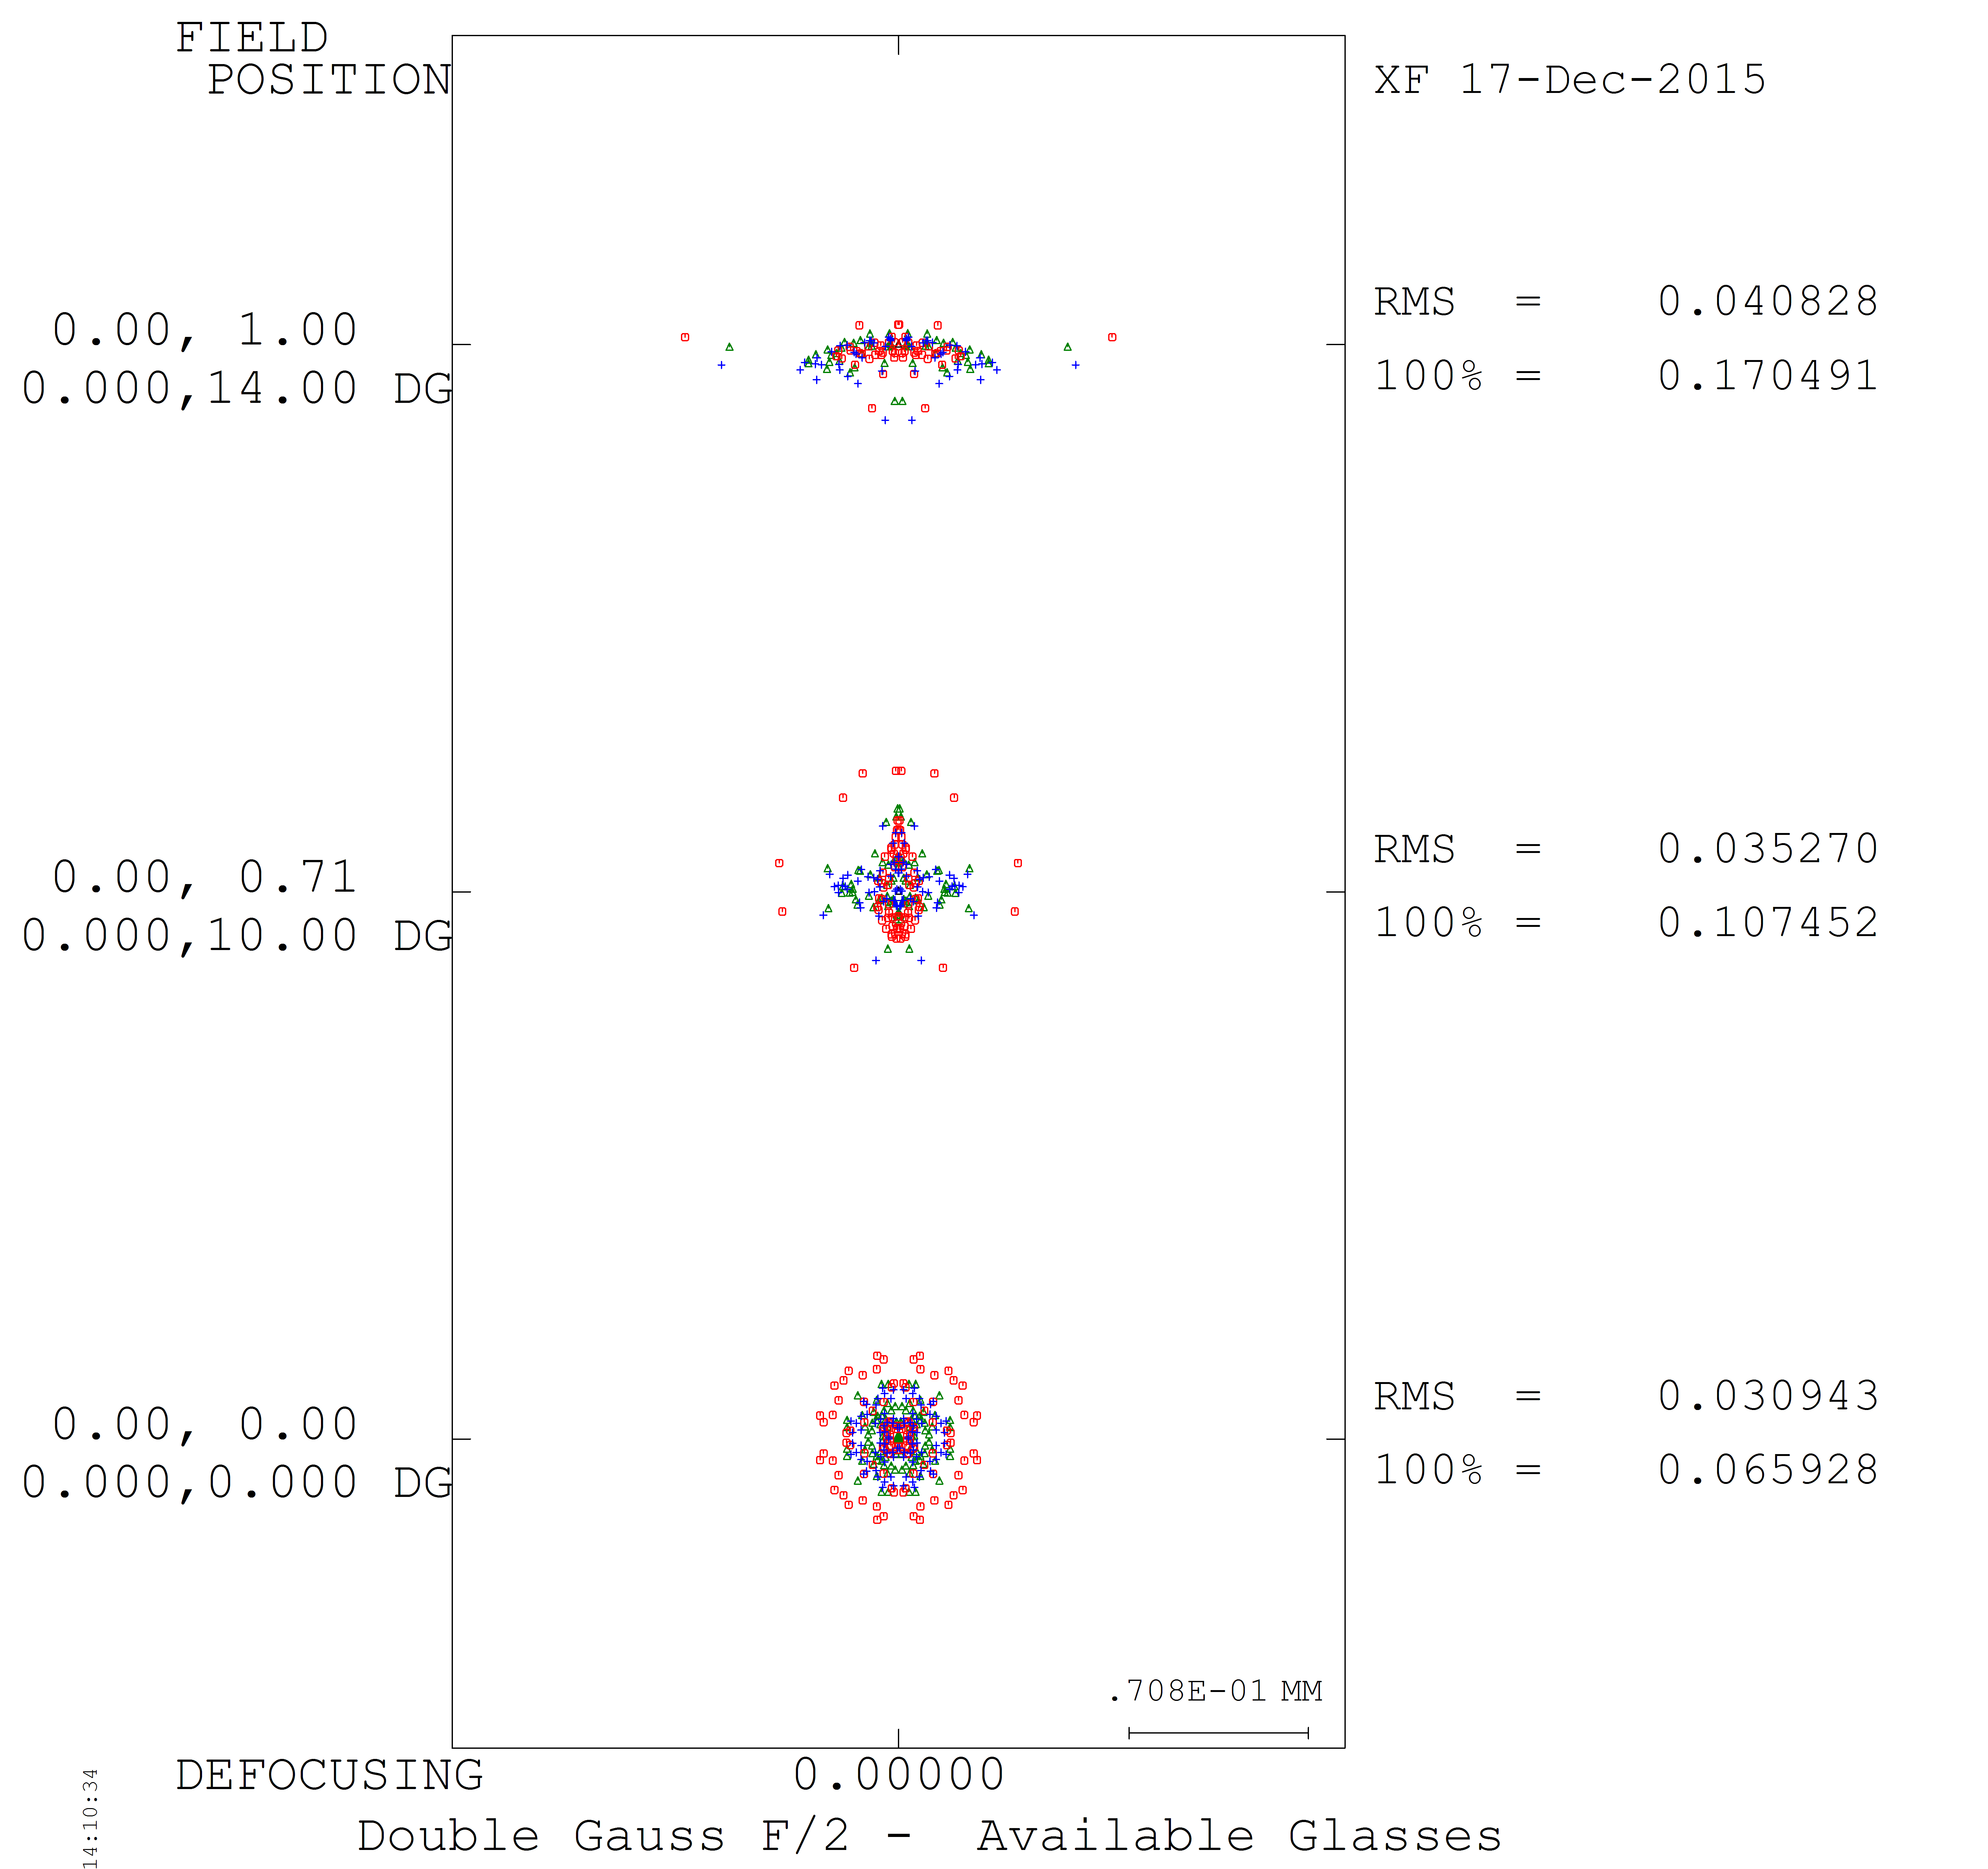 FIELD
POSITION
XF 17-Dec-2015
0.00, 1.00
0.000,14.00 DG
RMS = 0.040828
100% = 0.170491
0.00, 0.71
0.000,10.00 DG
RMS = 0.035270
100% = 0.107452
0.00, 0.00
0.000,0.000 DG
RMS = 0.030943
100% = 0.065928
.708E-01 MM
DEFOCUSING 0.00000
Double Gauss F/2 - Available Glasses
14:10:34